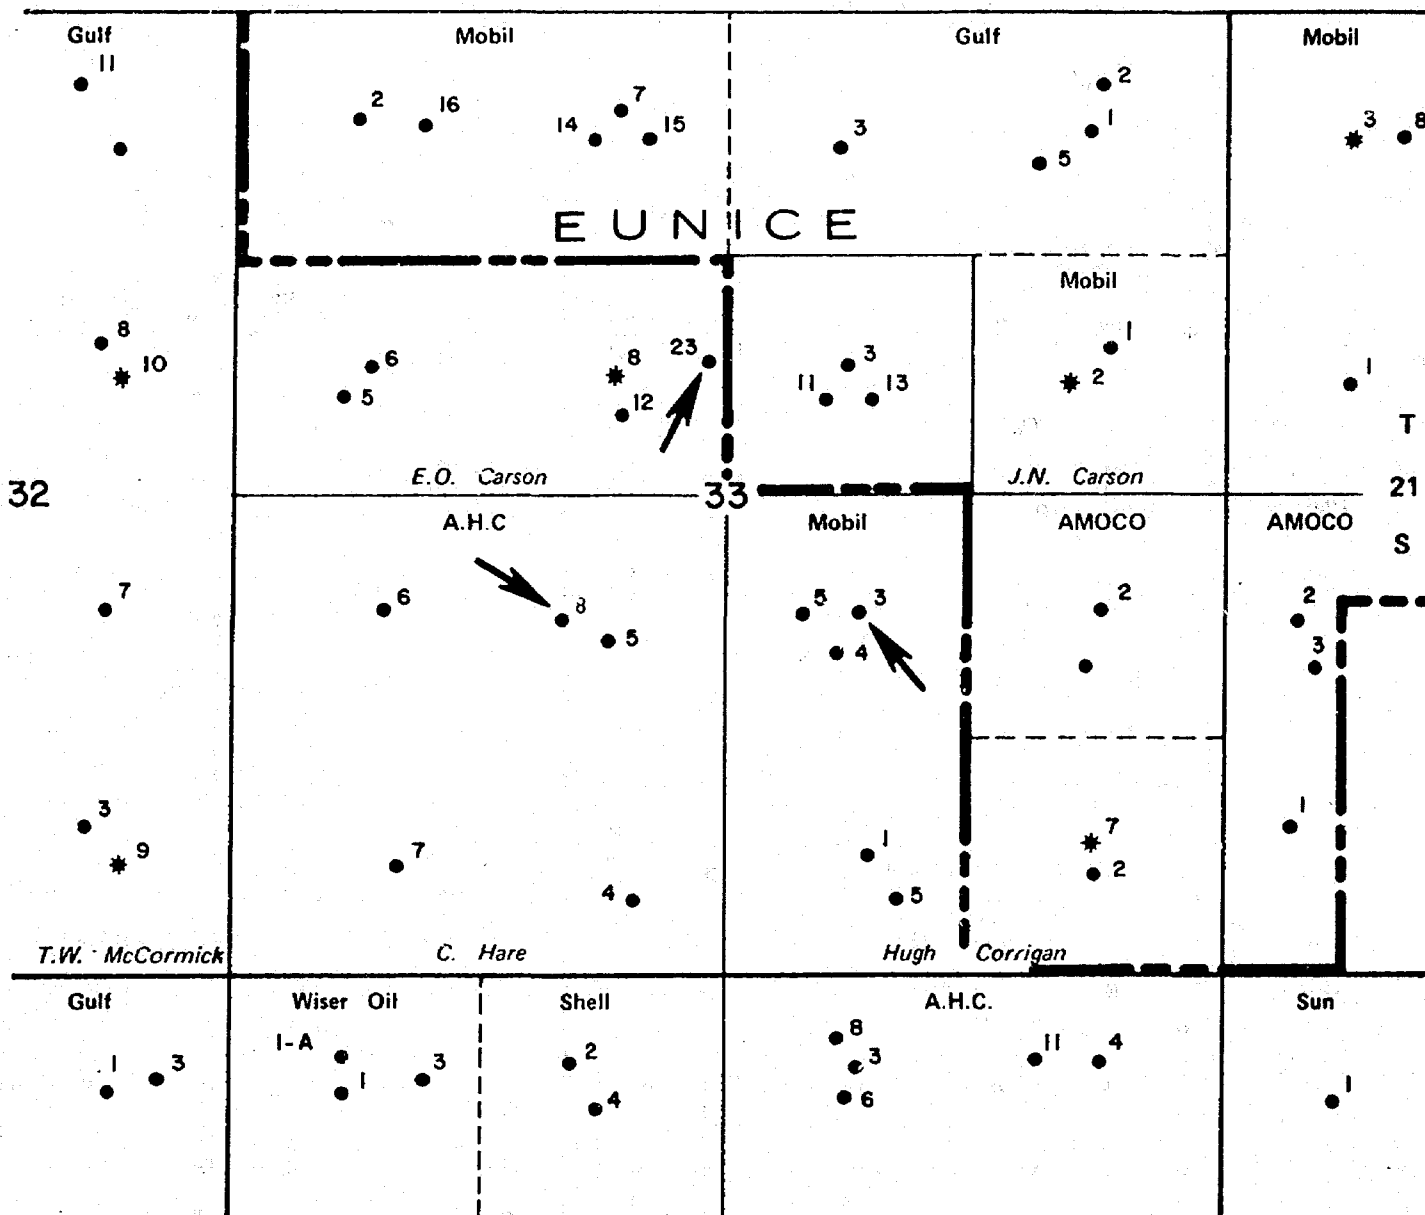 Gulf Mobil Gulf Mobil
11
2 16 14 7 15 3 2 1 5 3 8
EUNICE
Mobil
8 10 6 5 8 12 23 3 11 13 1 2 1
T
E.O. Carson J.N. Carson
32 33 21
A.H.C Mobil AMOCO AMOCO
S
7 6 8 5 5 3 4 2 2 3
3 9 7 4 1 5 7 2 1
T.W. McCormick C. Hare Hugh Corrigan
Gulf Wiser Oil Shell A.H.C. Sun
1 3 1-A 1 3 2 4 8 3 6 11 4 1